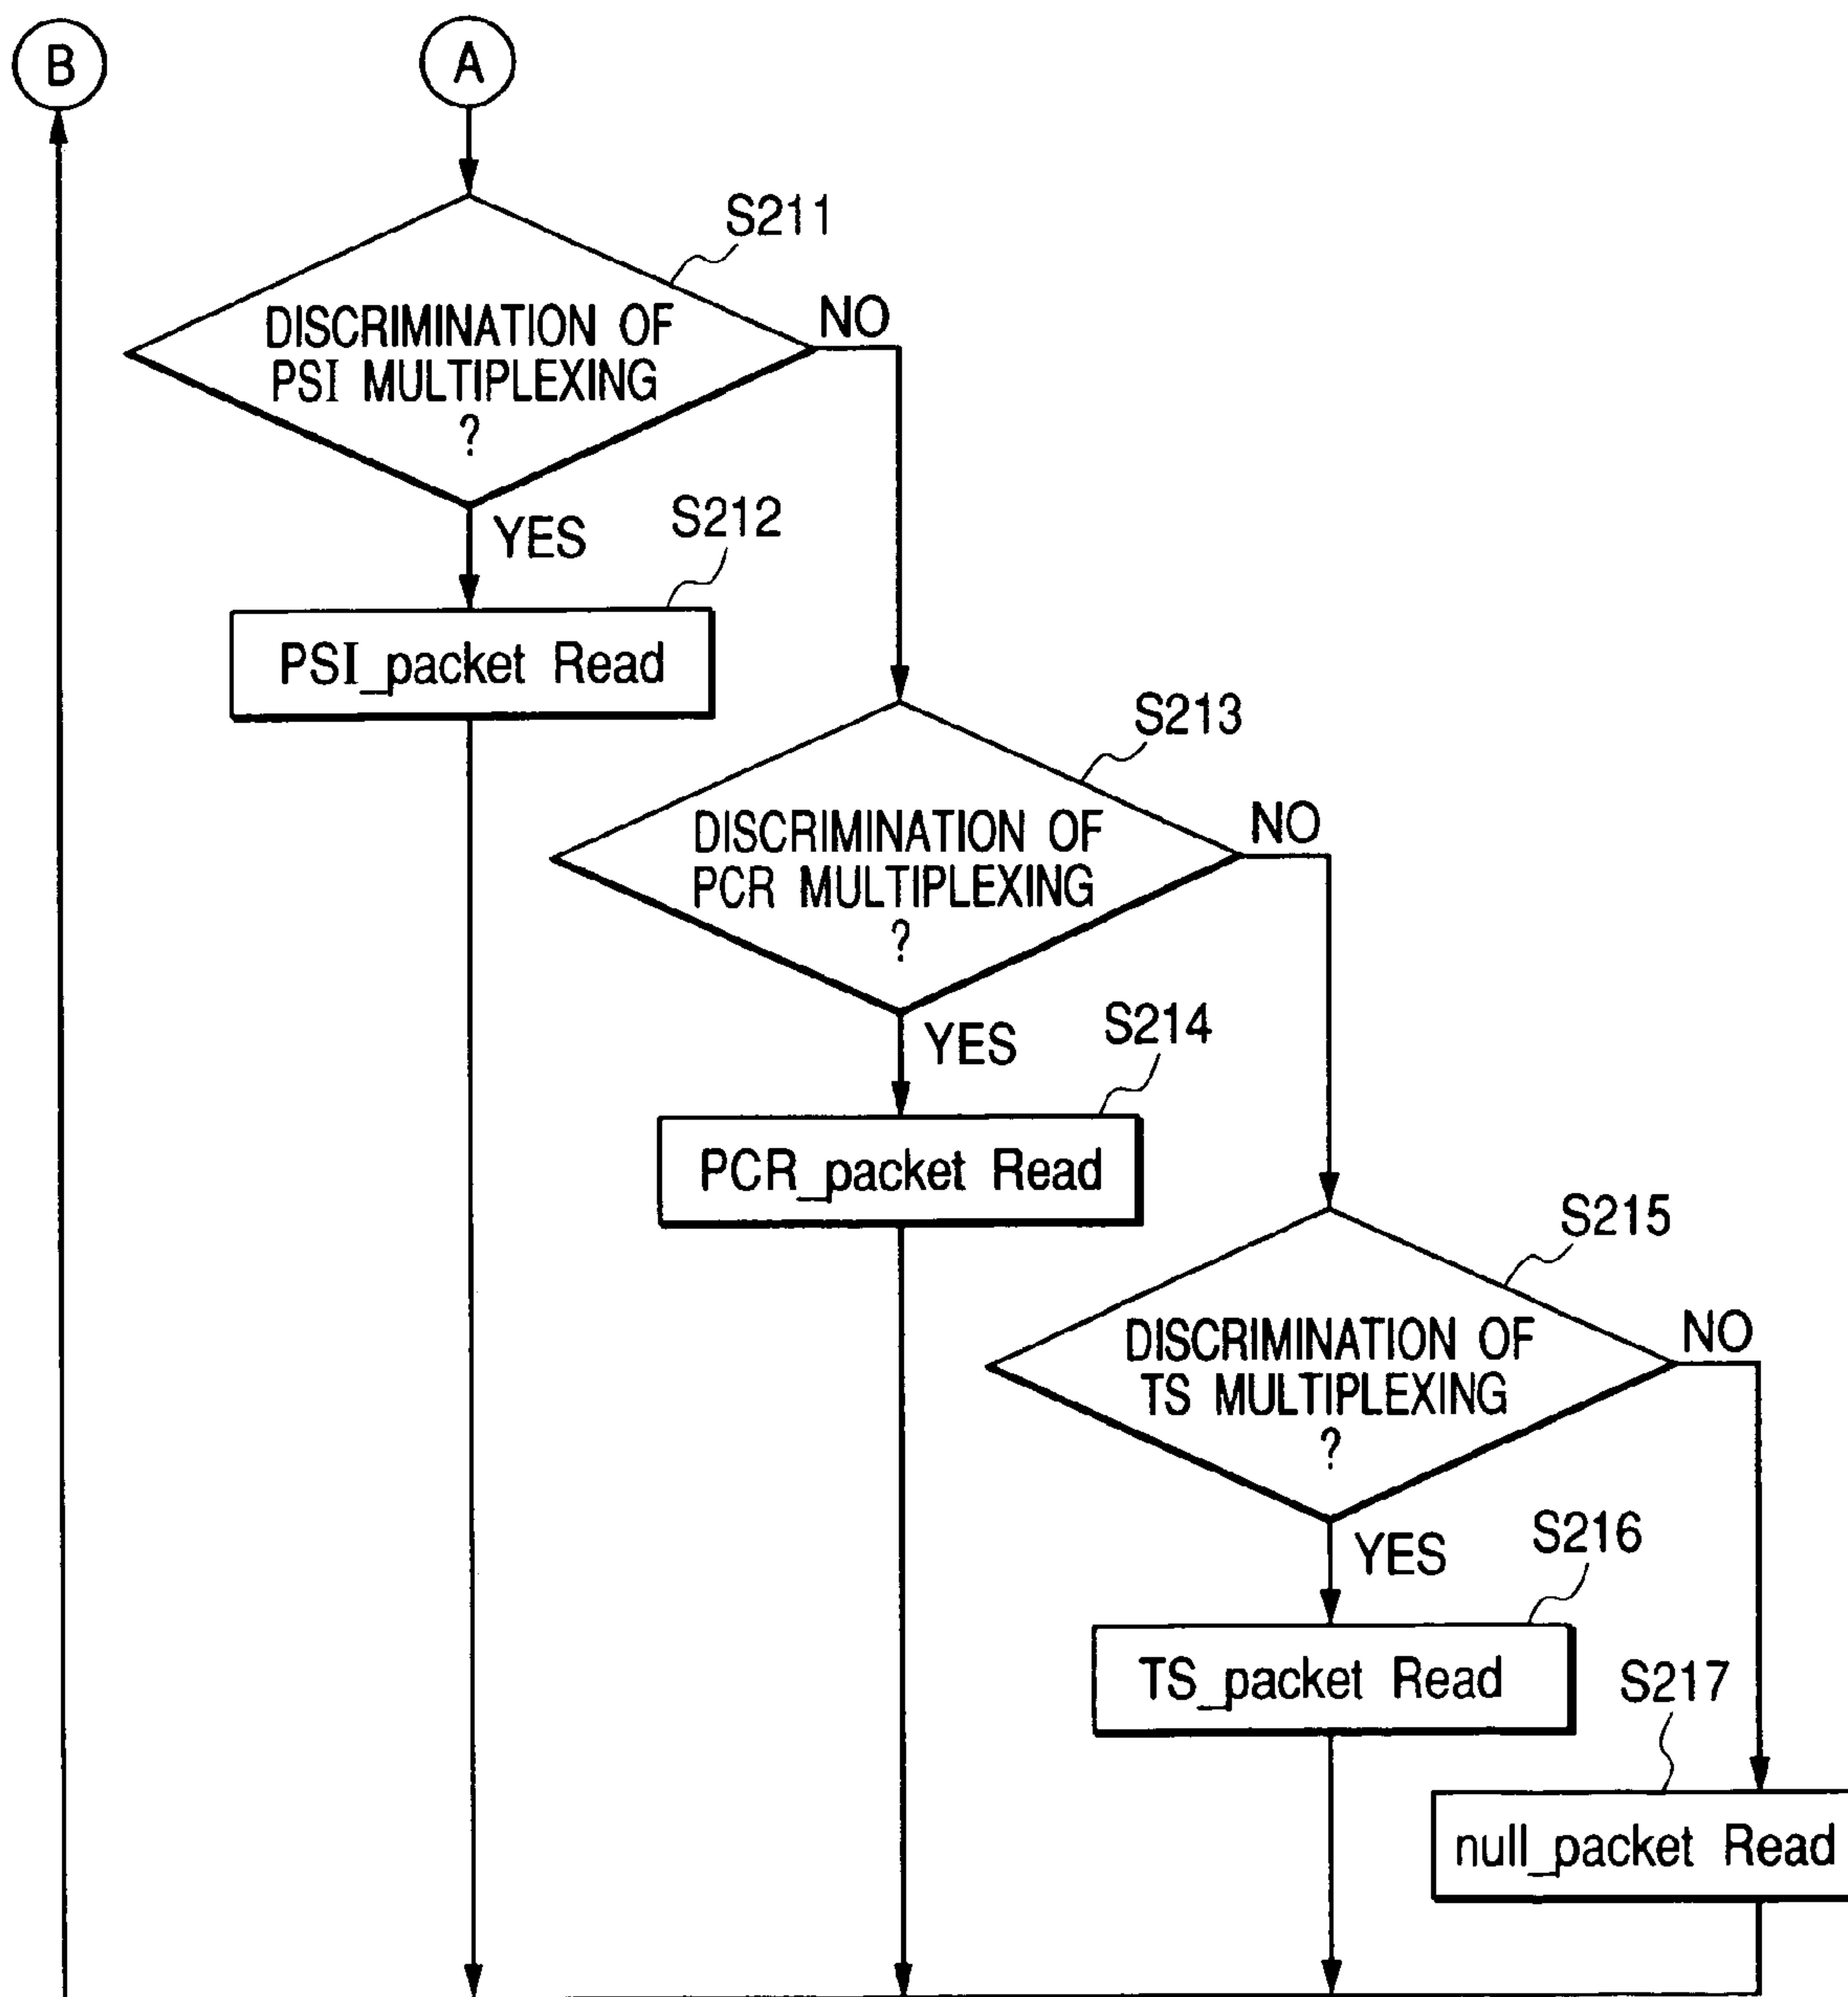 B
A
S211
DISCRIMINATION OF
PSI MULTIPLEXING
?
NO
YES
S212
PSI_packet Read
S213
DISCRIMINATION OF
PCR MULTIPLEXING
?
NO
YES
S214
PCR_packet Read
S215
DISCRIMINATION OF
TS MULTIPLEXING
?
NO
YES
S216
TS_packet Read
S217
null_packet Read